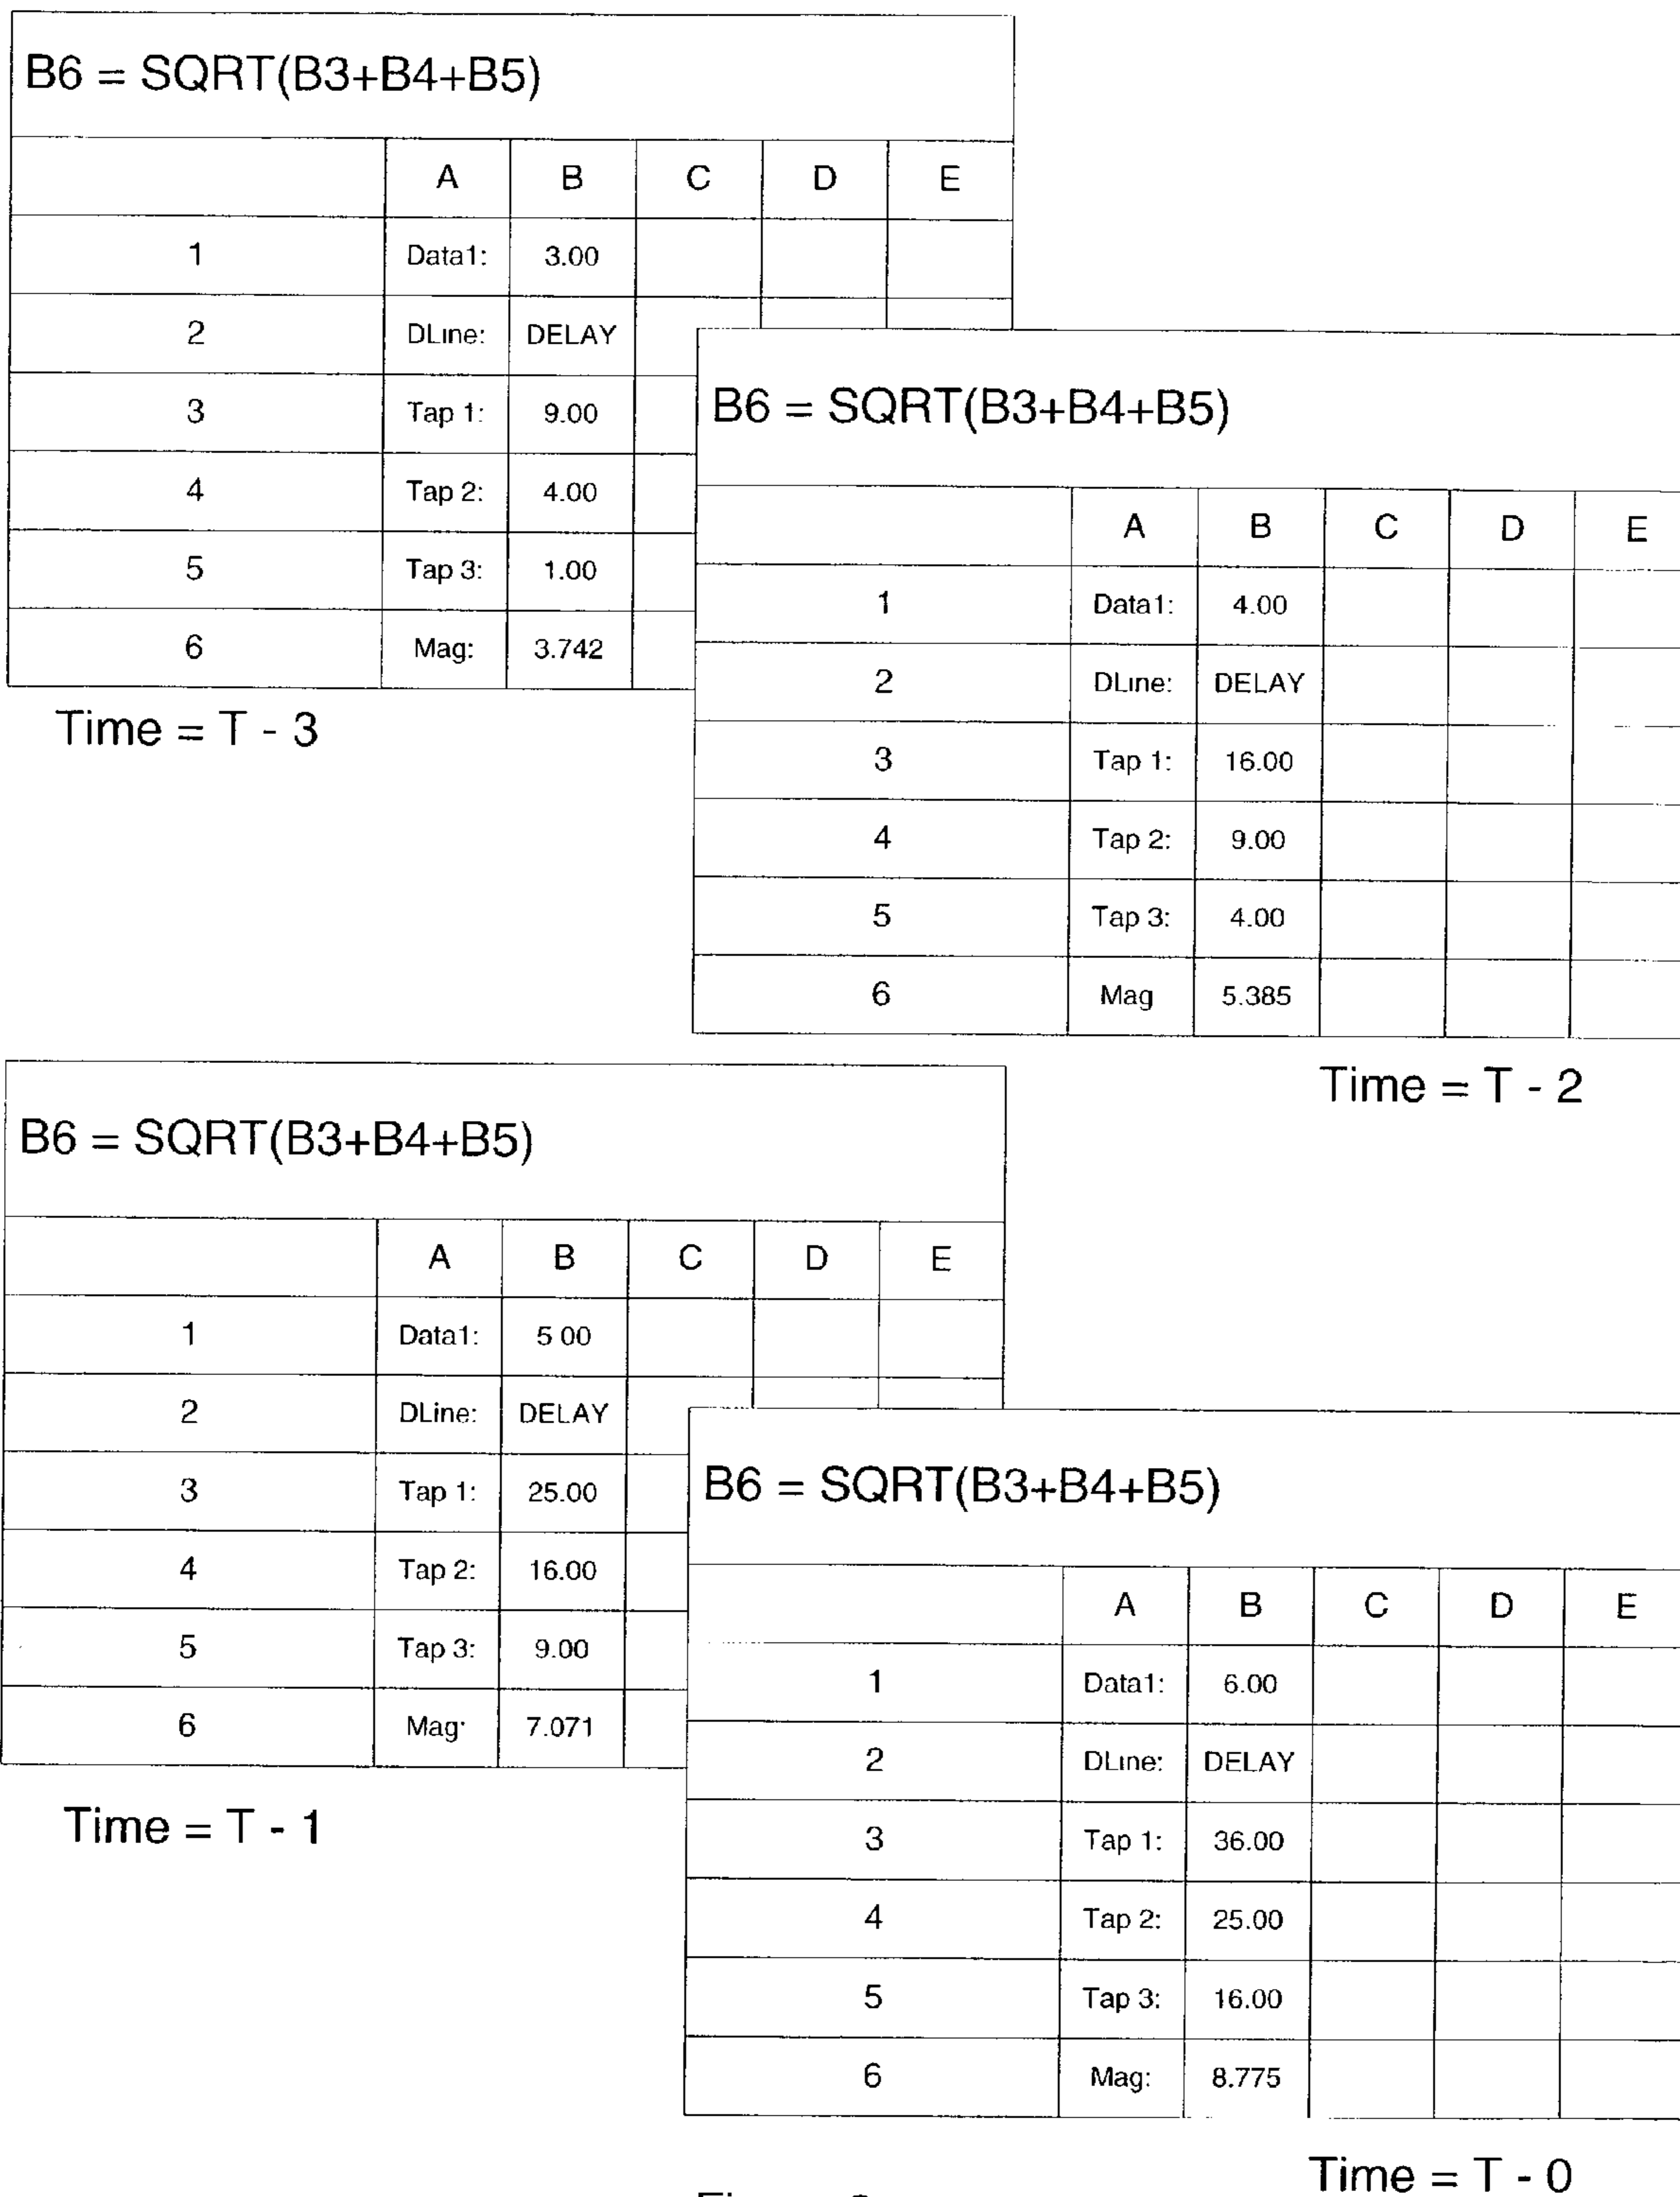 B6 = SQRT(B3+B4+B5)
A B C D E
1 Data1: 3.00
2 DLine: DELAY
3 Tap 1: 9.00
4 Tap 2: 4.00
5 Tap 3: 1.00
6 Mag: 3.742
Time = T - 3
B6 = SQRT(B3+B4+B5)
A B C D E
1 Data1: 4.00
2 DLine: DELAY
3 Tap 1: 16.00
4 Tap 2: 9.00
5 Tap 3: 4.00
6 Mag 5.385
Time = T - 2
B6 = SQRT(B3+B4+B5)
A B C D E
1 Data1: 5 00
2 DLine: DELAY
3 Tap 1: 25.00
4 Tap 2: 16.00
5 Tap 3: 9.00
6 Mag: 7.071
Time = T - 1
B6 = SQRT(B3+B4+B5)
A B C D E
1 Data1: 6.00
2 DLine: DELAY
3 Tap 1: 36.00
4 Tap 2: 25.00
5 Tap 3: 16.00
6 Mag: 8.775
Time = T - 0